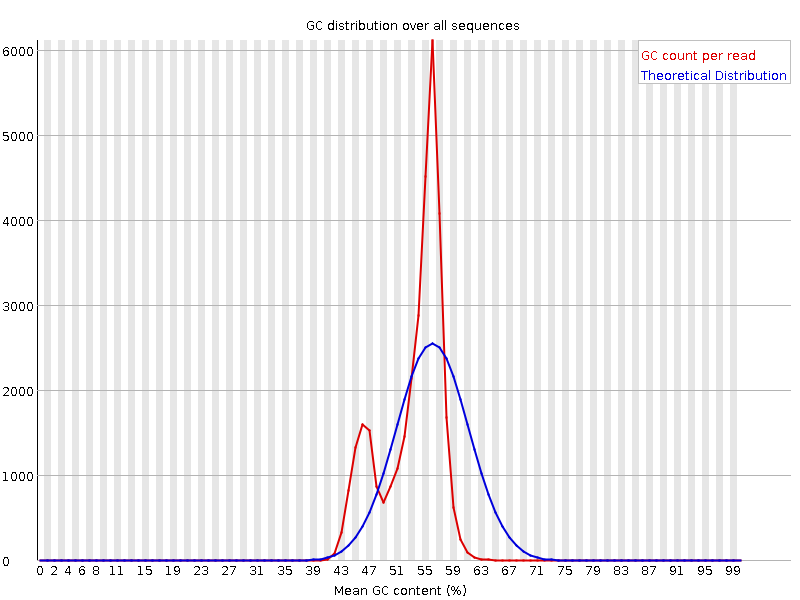 GC distribution over all sequences
GC count per read
Theoretical Distribution
6000
5000
4000
3000
2000
1000
0
0 2 4 6 8 11 15 19 23 27 31 35 39 43 47 51 55 59 63 67 71 75 79 83 87 91 95 99
Mean GC content (%)